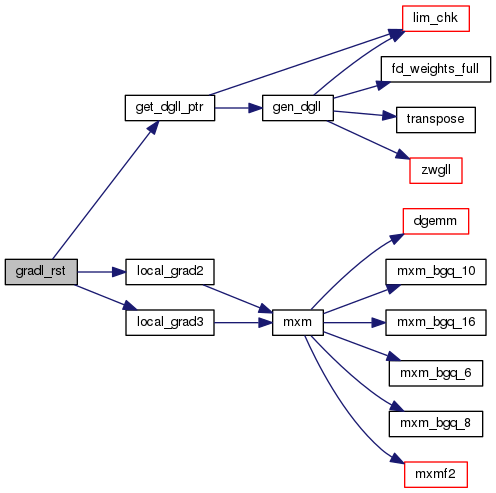 lim_chk
fd_weights_full
get_dgll_ptr
gen_dgll
transpose
zwgll
dgemm
gradl_rst
local_grad2
mxm_bgq_10
local_grad3
mxm
mxm_bgq_16
mxm_bgq_6
mxm_bgq_8
mxmf2